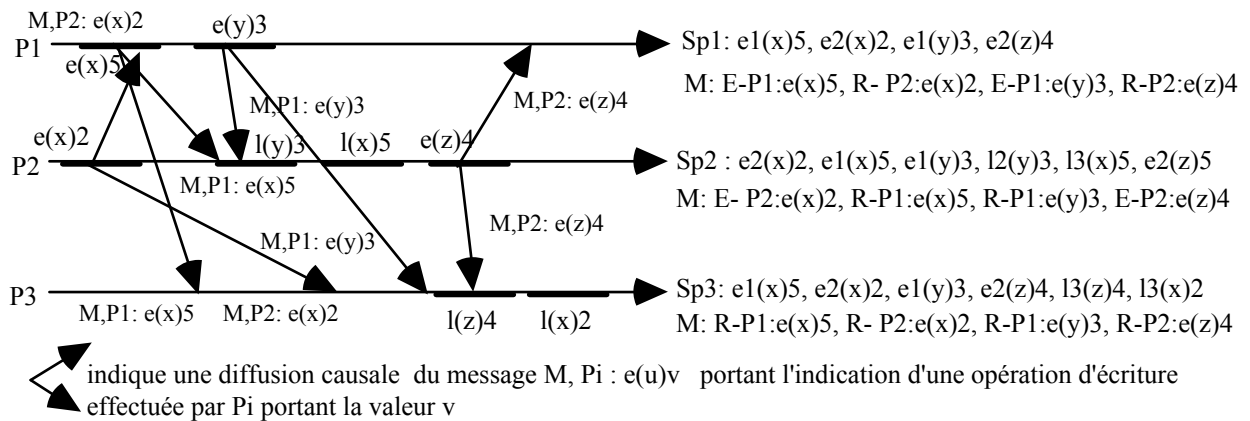 M,P2: e(x)2
e(y)3
P1
Sp1: e1(x)5, e2(x)2, e1(y)3, e2(z)4
e(x)5
M: E-P1:e(x)5, R- P2:e(x)2, E-P1:e(y)3, R-P2:e(z)4
M,P1: e(y)3
M,P2: e(z)4
e(x)2
l(y)3
l(x)5
e(z)4
P2
Sp2 : e2(x)2, e1(x)5, e1(y)3, l2(y)3, l3(x)5, e2(z)5
M,P1: e(x)5
M: E- P2:e(x)2, R-P1:e(x)5, R-P1:e(y)3, E-P2:e(z)4
M,P1: e(y)3
M,P2: e(z)4
P3
Sp3: e1(x)5, e2(x)2, e1(y)3, e2(z)4, l3(z)4, l3(x)2
M,P1: e(x)5
M,P2: e(x)2
l(z)4
l(x)2
M: R-P1:e(x)5, R- P2:e(x)2, R-P1:e(y)3, R-P2:e(z)4
indique une diffusion causale du message M, Pi : e(u)v portant l'indication d'une opération d'écriture
effectuée par Pi portant la valeur v